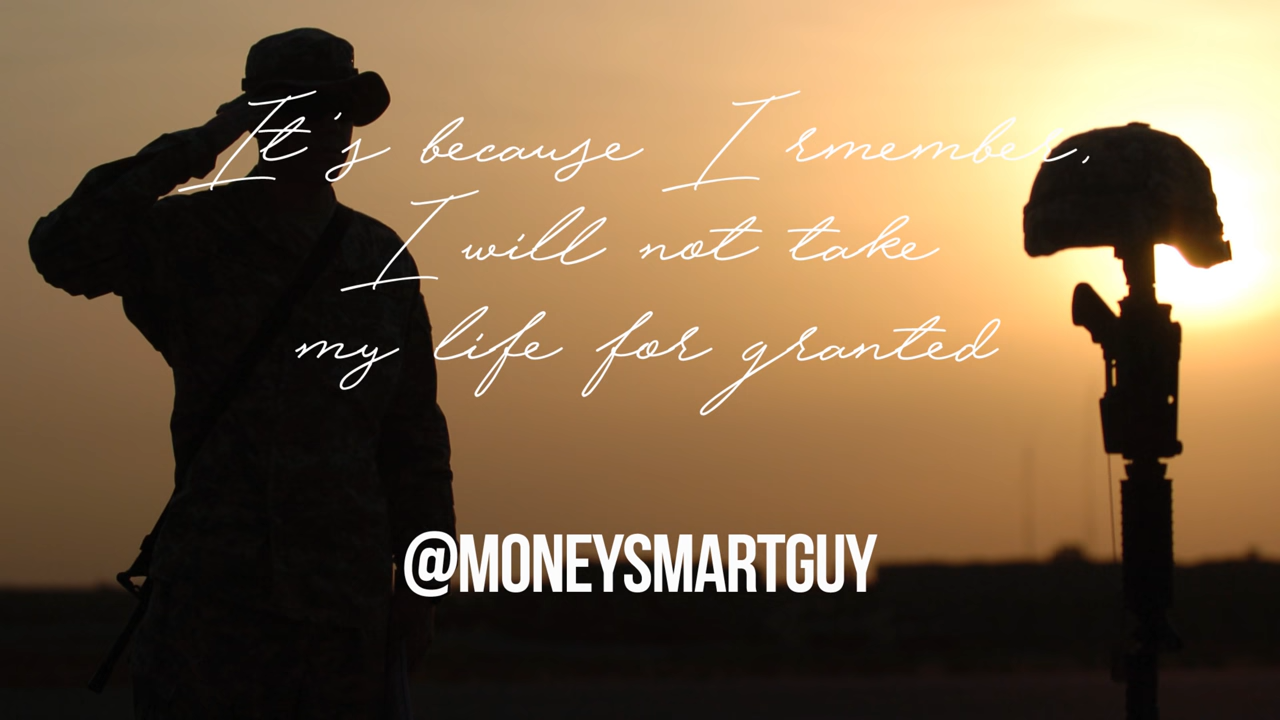 It's because I rmember,
I will not take
my life for granted
@MONEYSMARTGUY